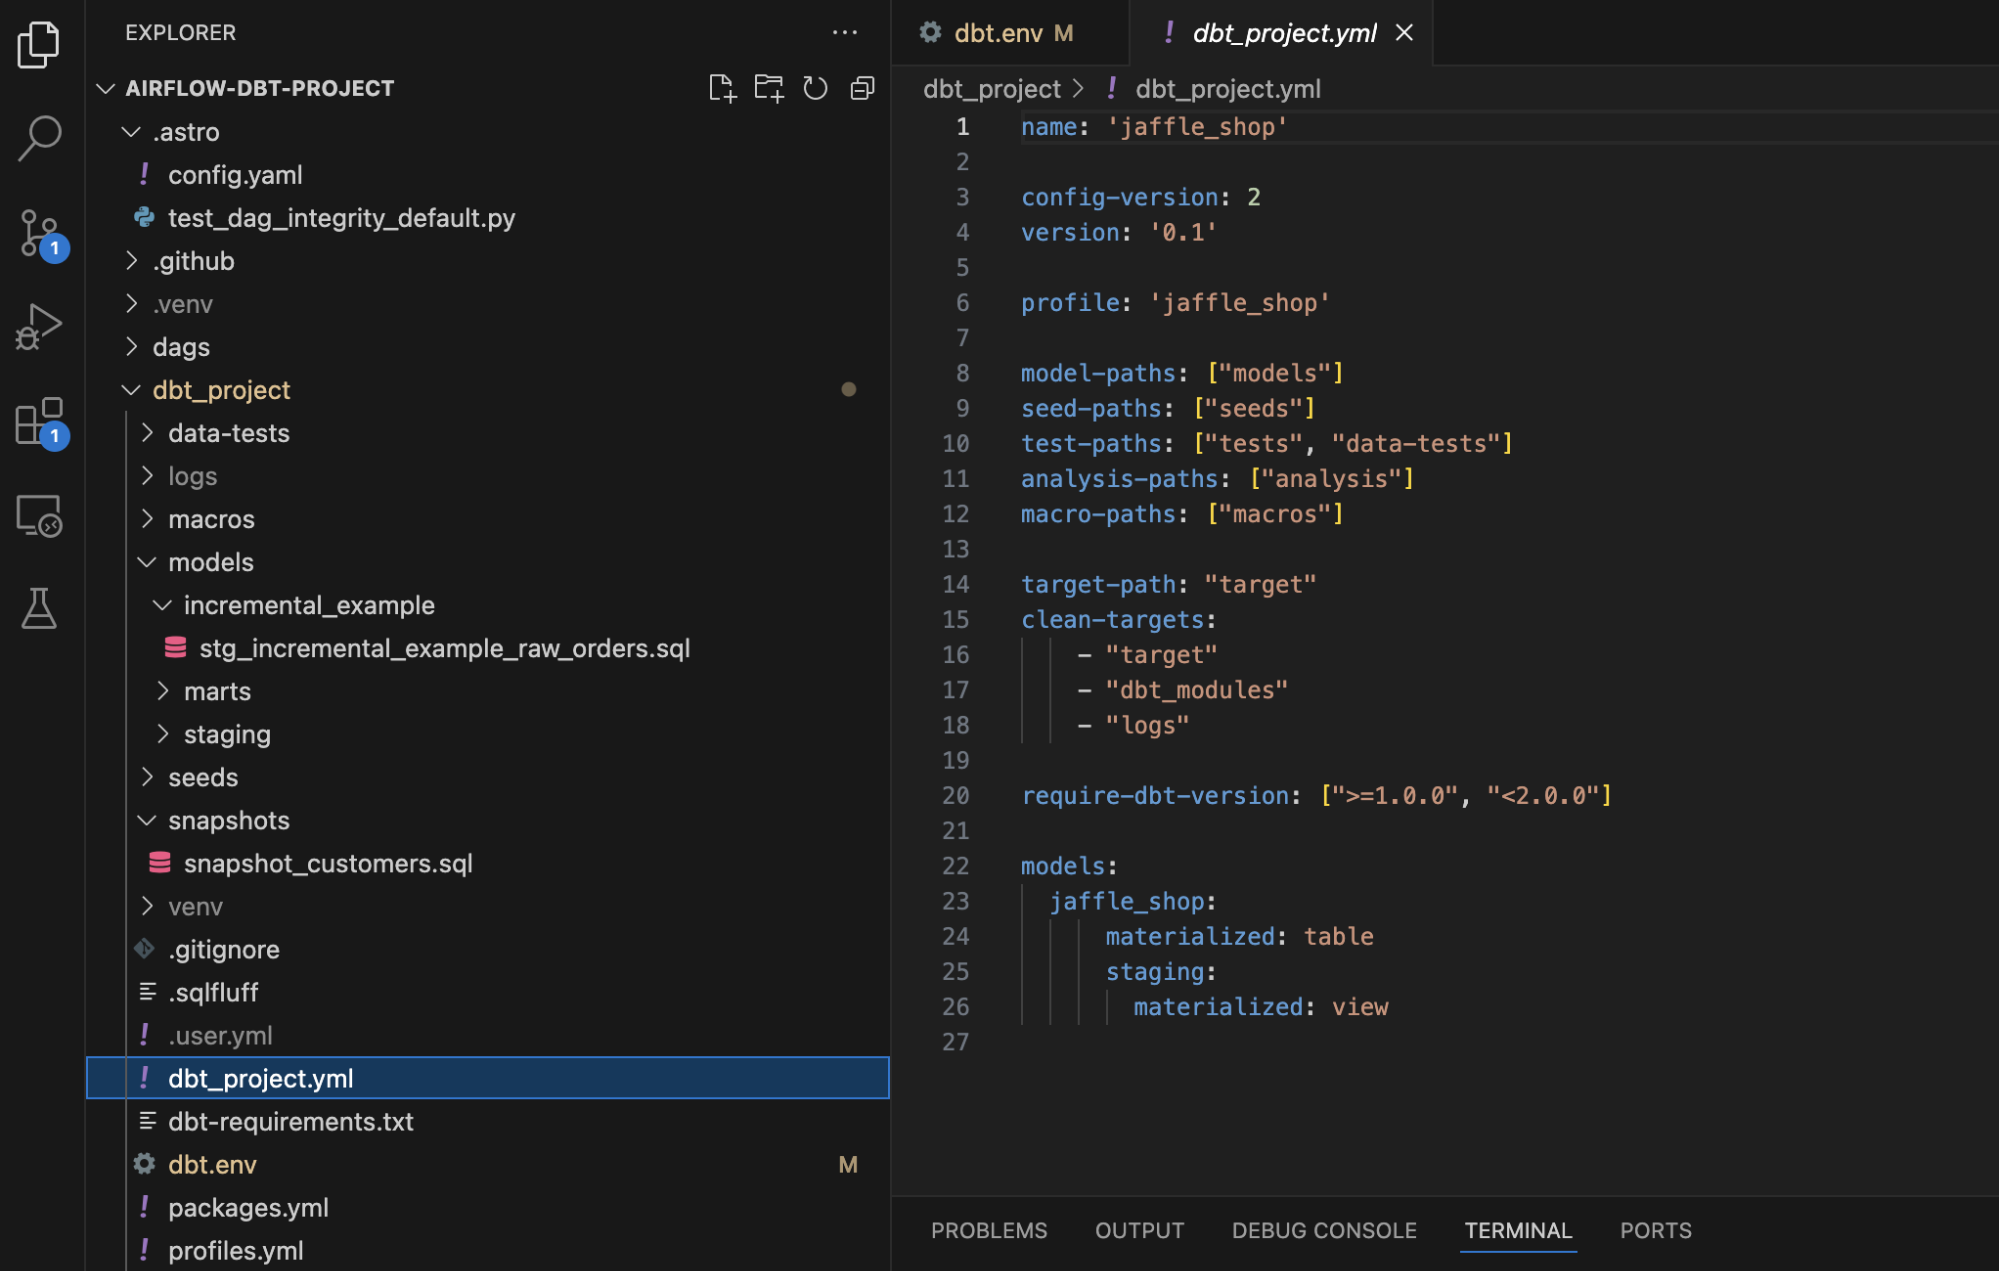 EXPLORER
AIRFLOW-DBT-PROJECT
.astro
! config.yaml
test_dag_integrity_default.py
.github
.venv
dags
dbt_project
data-tests
logs
macros
models
incremental_example
stg_incremental_example_raw_orders.sql
marts
staging
seeds
snapshots
snapshot_customers.sql
venv
.gitignore
.sqlfluff
! .user.yml
! dbt_project.yml
dbt-requirements.txt
dbt.env M
! packages.yml
! profiles.yml
1
1
dbt.env M
! dbt_project.yml
dbt_project > ! dbt_project.yml
1 name: 'jaffle_shop'
2
3 config-version: 2
4 version: '0.1'
5
6 profile: 'jaffle_shop'
7
8 model-paths: ["models"]
9 seed-paths: ["seeds"]
10 test-paths: ["tests", "data-tests"]
11 analysis-paths: ["analysis"]
12 macro-paths: ["macros"]
13
14 target-path: "target"
15 clean-targets:
16     - "target"
17     - "dbt_modules"
18     - "logs"
19
20 require-dbt-version: [">=1.0.0", "<2.0.0"]
21
22 models:
23   jaffle_shop:
24       materialized: table
25       staging:
26         materialized: view
27
PROBLEMS OUTPUT DEBUG CONSOLE TERMINAL PORTS